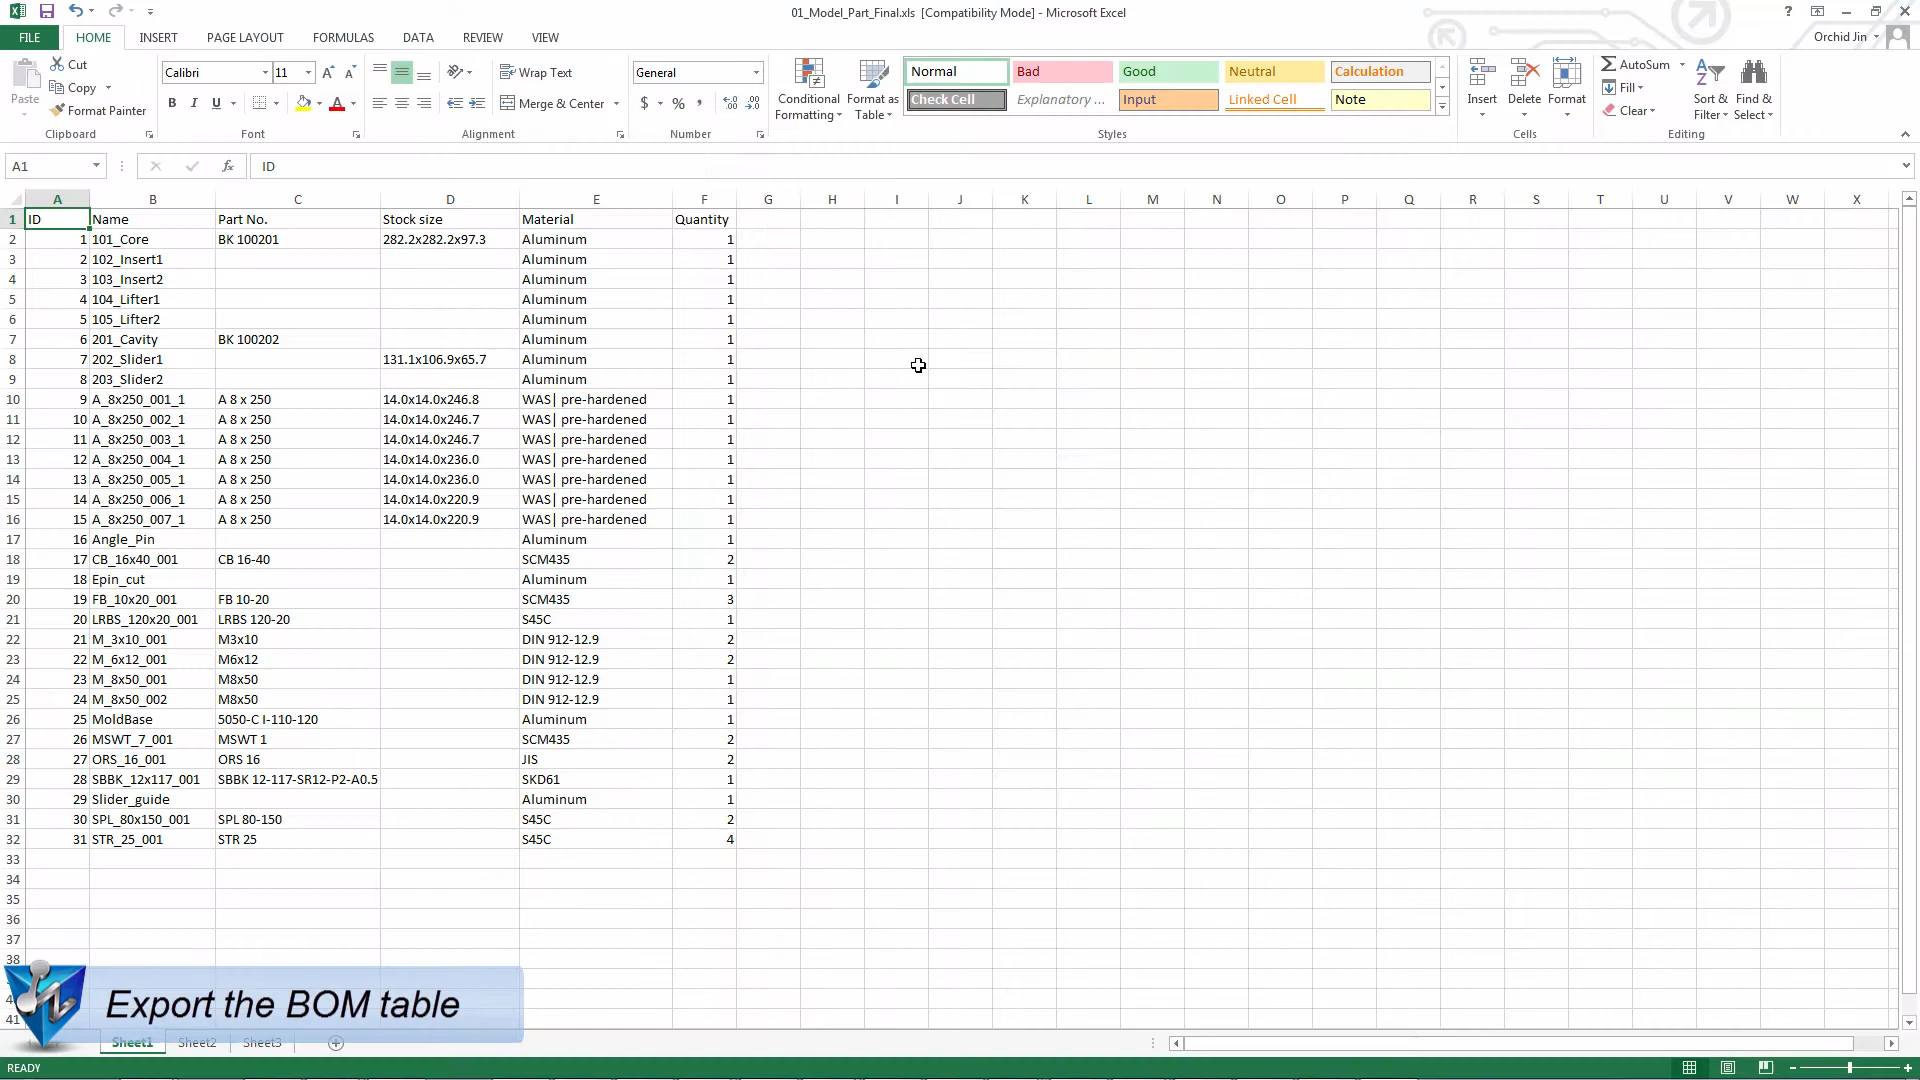 01_Model_Part_Final.xls [Compatibility Mode] - Microsoft Excel
FILE HOME INSERT PAGE LAYOUT FORMULAS DATA REVIEW VIEW Orchid Jin
Paste Cut Copy Format Painter Clipboard
Calibri 11 B I U A Font
Wrap Text Merge & Center Alignment
General $ % , Number
Conditional Formatting Format as Table
Normal Bad Good Neutral Calculation
Check Cell Explanatory ... Input Linked Cell Note
Styles
Insert Delete Format Cells
AutoSum Fill Clear Sort & Filter Find & Select Editing
A1 fx ID
A B C D E F G H I J K L M N O P Q R S T U V W X
1 ID Name Part No. Stock size Material Quantity
2 1 101_Core BK 100201 282.2x282.2x97.3 Aluminum 1
3 2 102_Insert1 Aluminum 1
4 3 103_Insert2 Aluminum 1
5 4 104_Lifter1 Aluminum 1
6 5 105_Lifter2 Aluminum 1
7 6 201_Cavity BK 100202 Aluminum 1
8 7 202_Slider1 131.1x106.9x65.7 Aluminum 1
9 8 203_Slider2 Aluminum 1
10 9 A_8x250_001_1 A 8 x 250 14.0x14.0x246.8 WAS| pre-hardened 1
11 10 A_8x250_002_1 A 8 x 250 14.0x14.0x246.7 WAS| pre-hardened 1
12 11 A_8x250_003_1 A 8 x 250 14.0x14.0x246.7 WAS| pre-hardened 1
13 12 A_8x250_004_1 A 8 x 250 14.0x14.0x236.0 WAS| pre-hardened 1
14 13 A_8x250_005_1 A 8 x 250 14.0x14.0x236.0 WAS| pre-hardened 1
15 14 A_8x250_006_1 A 8 x 250 14.0x14.0x220.9 WAS| pre-hardened 1
16 15 A_8x250_007_1 A 8 x 250 14.0x14.0x220.9 WAS| pre-hardened 1
17 16 Angle_Pin Aluminum 1
18 17 CB_16x40_001 CB 16-40 SCM435 2
19 18 Epin_cut Aluminum 1
20 19 FB_10x20_001 FB 10-20 SCM435 3
21 20 LRBS_120x20_001 LRBS 120-20 S45C 1
22 21 M_3x10_001 M3x10 DIN 912-12.9 2
23 22 M_6x12_001 M6x12 DIN 912-12.9 2
24 23 M_8x50_001 M8x50 DIN 912-12.9 1
25 24 M_8x50_002 M8x50 DIN 912-12.9 1
26 25 MoldBase 5050-C I-110-120 Aluminum 1
27 26 MSWT_7_001 MSWT 1 SCM435 2
28 27 ORS_16_001 ORS 16 JIS 2
29 28 SBBK_12x117_001 SBBK 12-117-SR12-P2-A0.5 SKD61 1
30 29 Slider_guide Aluminum 1
31 30 SPL_80x150_001 SPL 80-150 S45C 2
32 31 STR_25_001 STR 25 S45C 4
33
34
35
36
37
38
Export the BOM table
41
Sheet1 Sheet2 Sheet3
READY